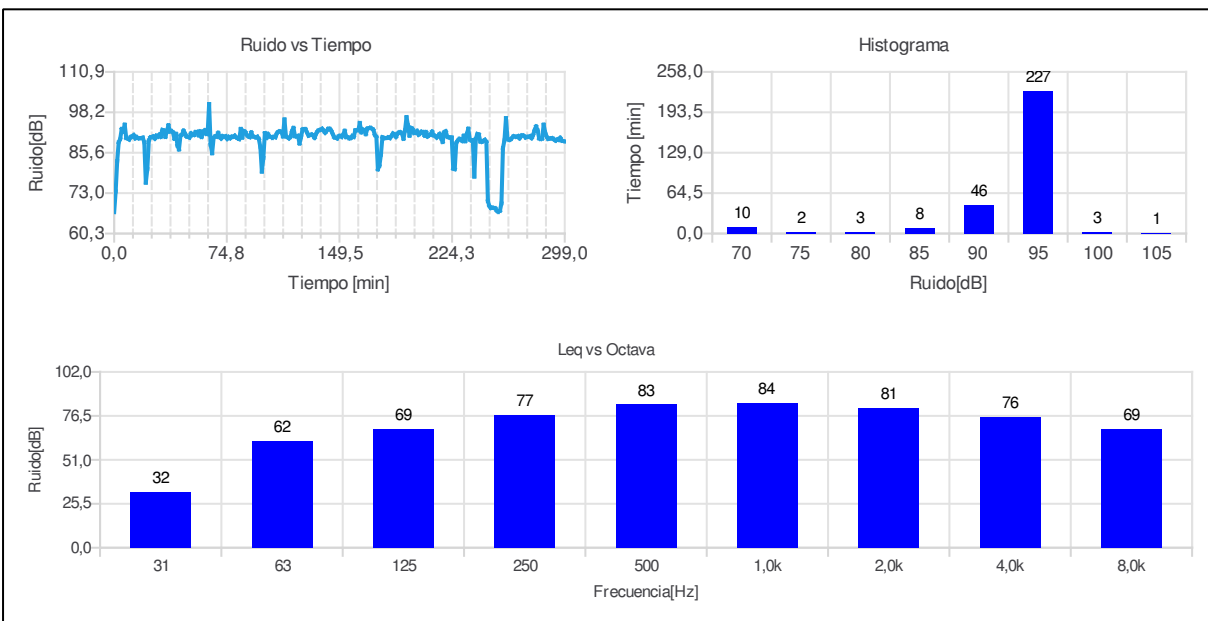 Ruido vs Tiempo
110,9
98,2
85,6
73,0
60,3
Ruido[dB]
0,0 74,8 149,5 224,3 299,0
Tiempo [min]
Histograma
258,0
193,5
129,0
64,5
0,0
Tiempo [min]
10 2 3 8 46 227 3 1
70 75 80 85 90 95 100 105
Ruido[dB]
Leq vs Octava
102,0
76,5
51,0
25,5
0,0
Ruido[dB]
32 62 69 77 83 84 81 76 69
31 63 125 250 500 1,0k 2,0k 4,0k 8,0k
Frecuencia[Hz]